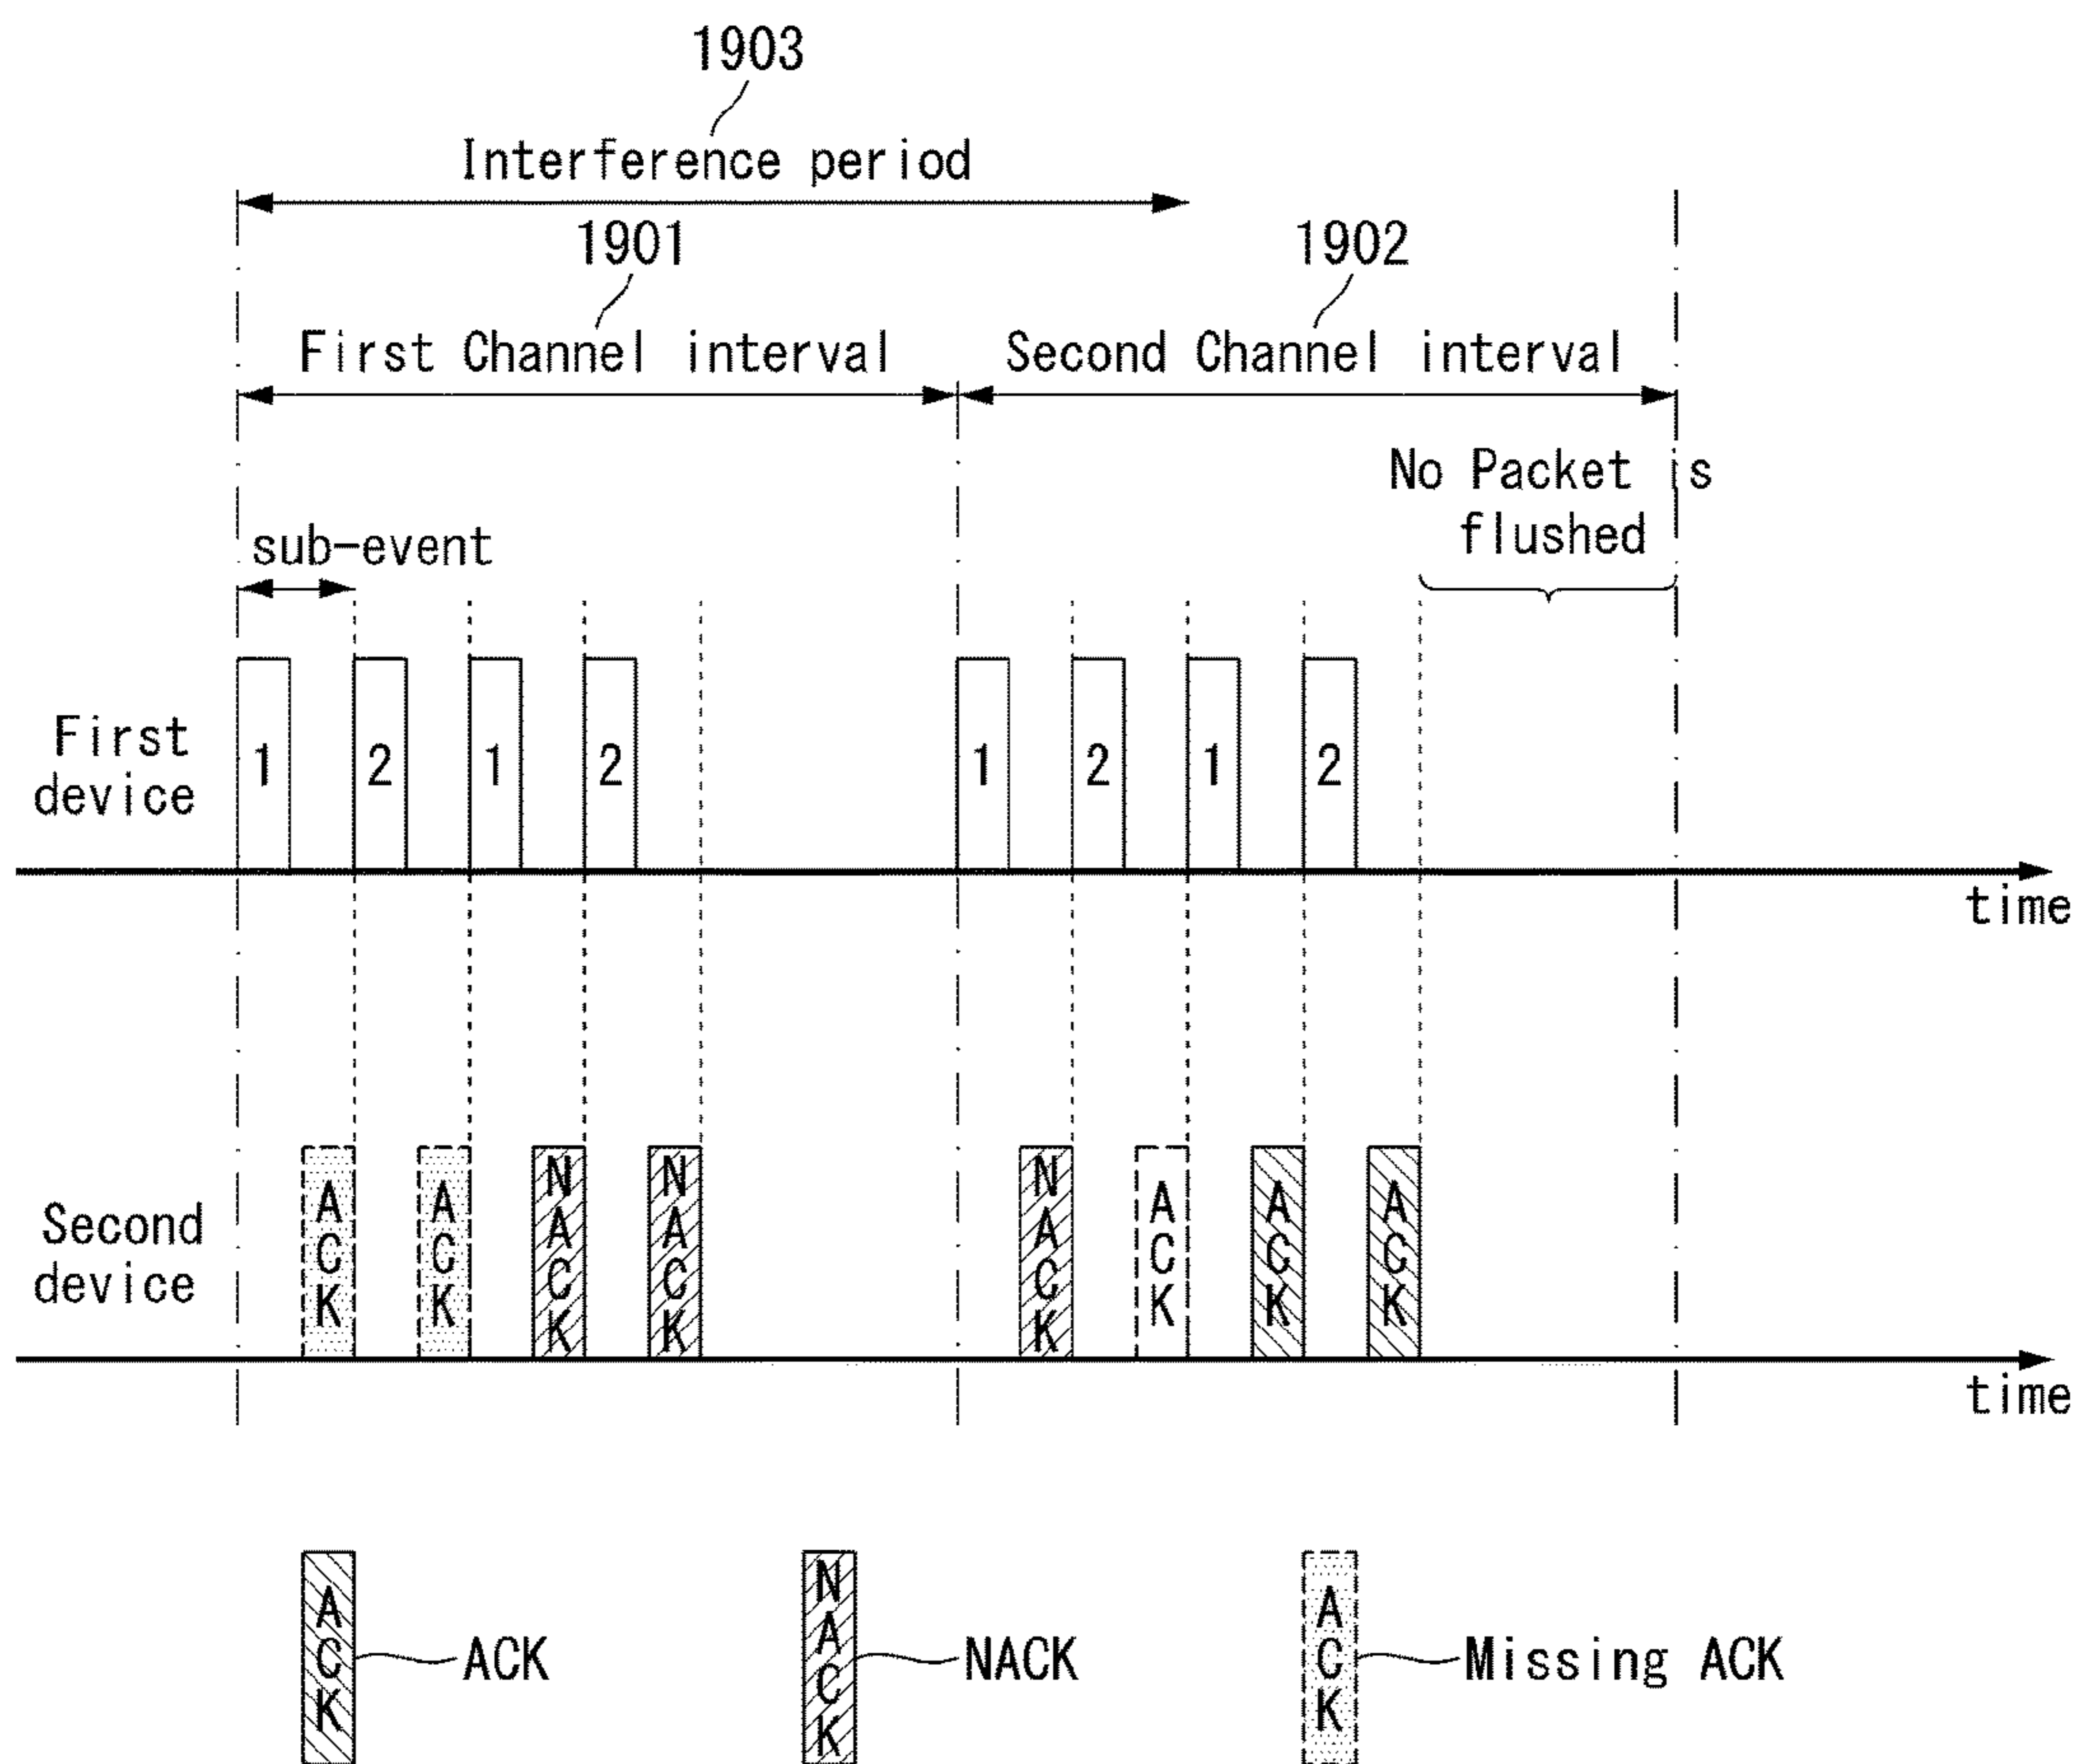 1903
Interference period
1901
1902
First Channel interval
Second Channel interval
No Packet is
flushed
sub-event
First
device
1
2
1
2
1
2
1
2
time
Second
device
ACK
ACK
NACK
NACK
NACK
ACK
ACK
ACK
time
ACK
ACK
NACK
NACK
ACK
Missing ACK